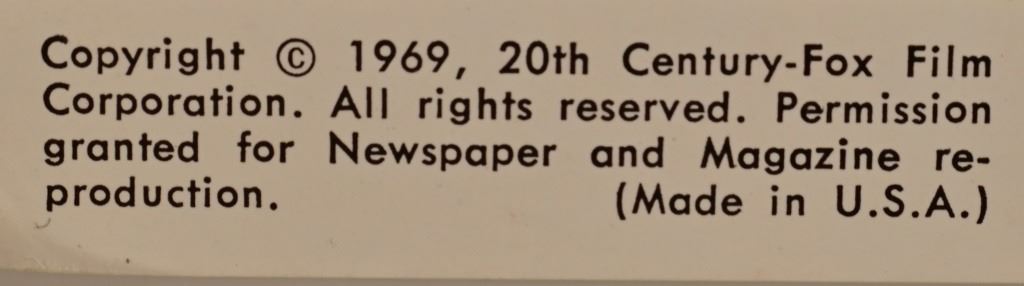 Copyright © 1969, 20th Century-Fox Film
Corporation. All rights reserved. Permission
granted for Newspaper and Magazine re-
production. (Made in U.S.A.)